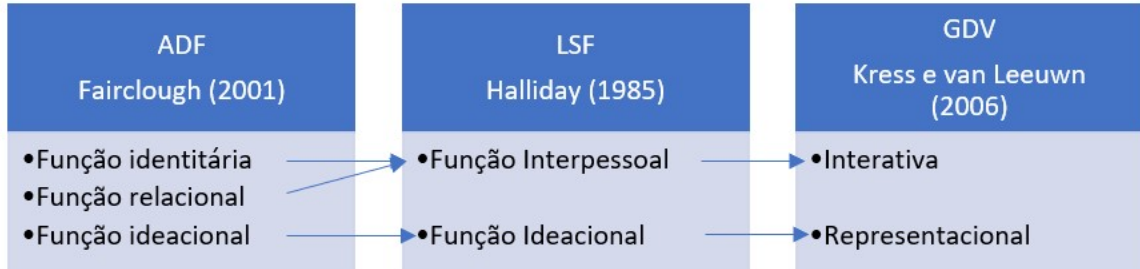 ADF
Fairclough (2001)
•Função identitária
•Função relacional
•Função ideacional
LSF
Halliday (1985)
•Função Interpessoal
•Função Ideacional
GDV
Kress e van Leeuwn
(2006)
•Interativa
•Representacional